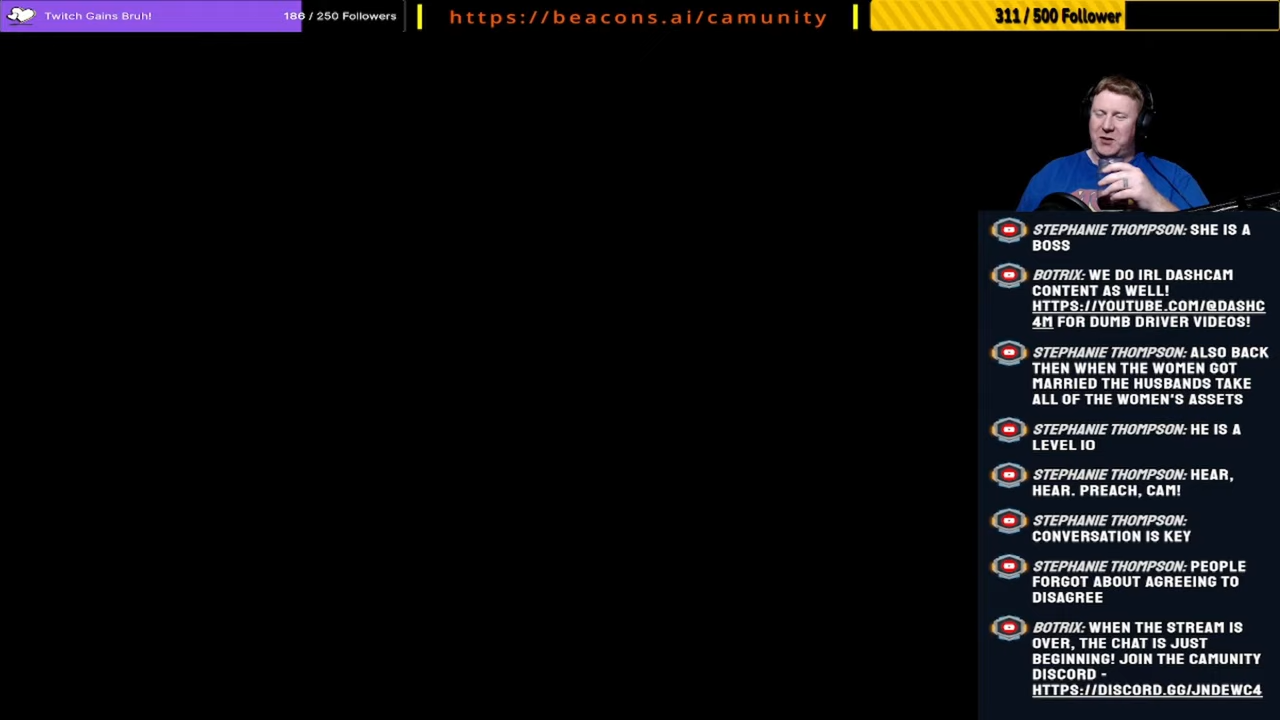 Twitch Gains Bruh!
186 / 250 Followers
https://beacons.ai/camunity
311 / 500 Follower
STEPHANIE THOMPSON: SHE IS A
BOSS
BOTRIX: WE DO IRL DASHCAM
CONTENT AS WELL!
HTTPS://YOUTUBE.COM/@DASHC
4M FOR DUMB DRIVER VIDEOS!
STEPHANIE THOMPSON: ALSO BACK
THEN WHEN THE WOMEN GOT
MARRIED THE HUSBANDS TAKE
ALL OF THE WOMEN'S ASSETS
STEPHANIE THOMPSON: HE IS A
LEVEL 10
STEPHANIE THOMPSON: HEAR,
HEAR. PREACH, CAM!
STEPHANIE THOMPSON:
CONVERSATION IS KEY
STEPHANIE THOMPSON: PEOPLE
FORGOT ABOUT AGREEING TO
DISAGREE
BOTRIX: WHEN THE STREAM IS
OVER, THE CHAT IS JUST
BEGINNING! JOIN THE CAMUNITY
DISCORD -
HTTPS://DISCORD.GG/JNDEWC4